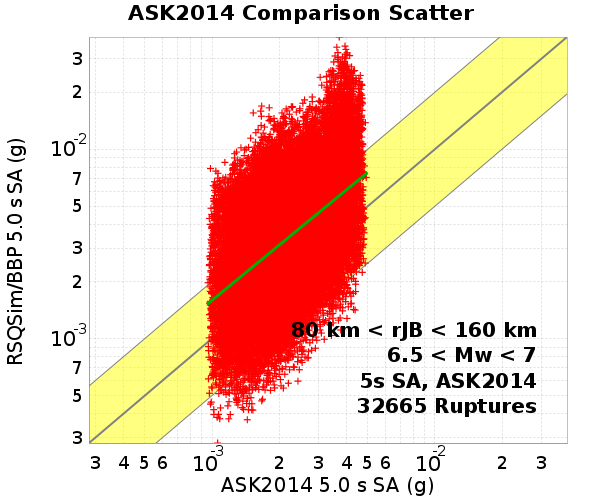 ASK2014 Comparison Scatter
RSQSim/BBP 5.0 s SA (g)
3
2
10⁻²
7
5
3
2
10⁻³
7
5
3
80 km < rJB < 160 km
6.5 < Mw < 7
5s SA, ASK2014
32665 Ruptures
3 4 5 6 10⁻³ 2 3 4 5 6 10⁻² 2 3
ASK2014 5.0 s SA (g)